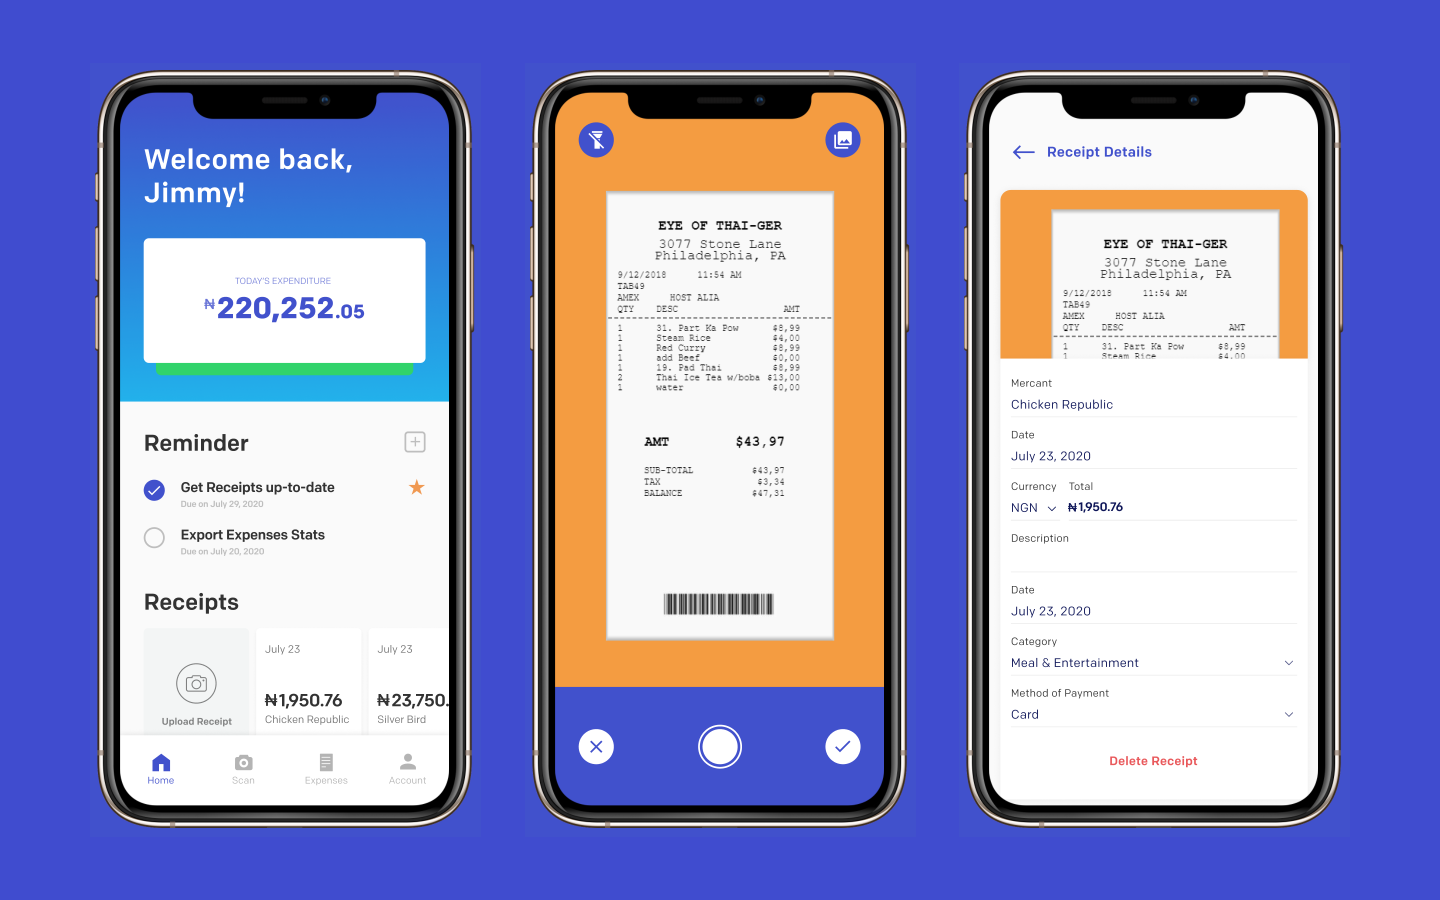 Welcome back,
Jimmy!
TODAY'S EXPENDITURE
₦220,252.05
Reminder
Get Receipts up-to-date
Due on July 29, 2020
Export Expenses Stats
Due on July 20, 2020
Receipts
Upload Receipt
July 23
₦1,950.76
Chicken Republic
July 23
₦23,750.
Silver Bird
Home
Scan
Expenses
Account
EYE OF THAI-GER
3077 Stone Lane
Philadelphia, PA
9/12/2018 11:54 AM
TAB49
AMEX HOST ALIA
QTY DESC AMT
1 31. Part Ka Pow $8,99
1 Steam Rice $4,00
1 Red Curry $8,99
1 add Beef $0,00
1 19. Pad Thai $8,99
2 Thai Ice Tea w/boba $13,00
1 water $0,00
AMT $43,97
SUB-TOTAL $43,97
TAX $3,34
BALANCE $47,31
Receipt Details
EYE OF THAI-GER
3077 Stone Lane
Philadelphia, PA
9/12/2018 11:54 AM
TAB49
AMEX HOST ALIA
QTY DESC AMT
1 31. Part Ka Pow $8,99
1 Steam Rice $4,00
Mercant
Chicken Republic
Date
July 23, 2020
Currency Total
NGN ₦1,950.76
Description
Date
July 23, 2020
Category
Meal & Entertainment
Method of Payment
Card
Delete Receipt